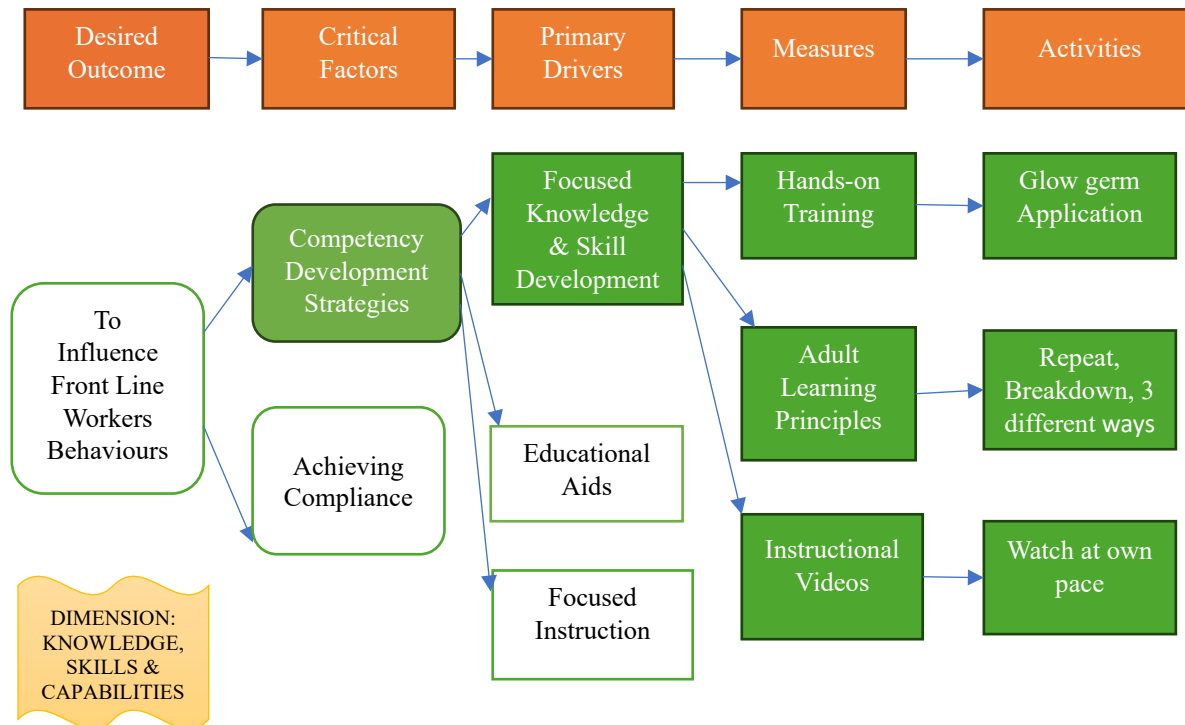 Desired
Outcome
Critical
Factors
Primary
Drivers
Measures
Activities
To
Influence
Front Line
Workers
Behaviours
Competency
Development
Strategies
Achieving
Compliance
Focused
Knowledge
& Skill
Development
Educational
Aids
Focused
Instruction
Hands-on
Training
Glow germ
Application
Adult
Learning
Principles
Repeat,
Breakdown, 3
different ways
Instructional
Videos
Watch at own
pace
DIMENSION:
KNOWLEDGE,
SKILLS &
CAPABILITIES